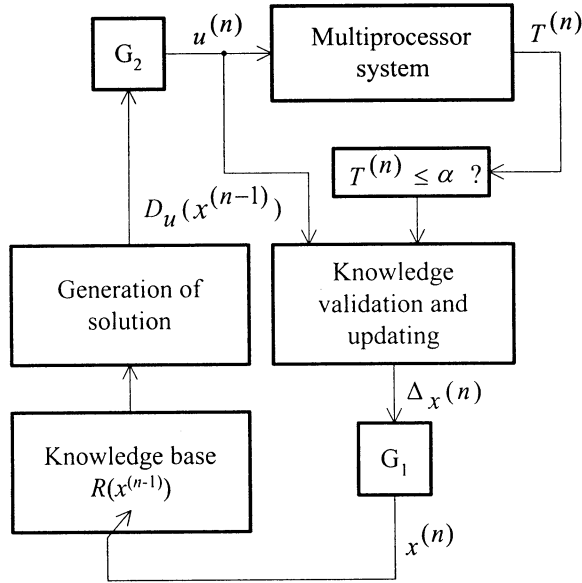 G₂
u⁽ⁿ⁾
Multiprocessor
system
T⁽ⁿ⁾
T⁽ⁿ⁾ ≤ α ?
Dᵤ(x⁽ⁿ⁻¹⁾)
Generation of
solution
Knowledge
validation and
updating
Δₓ(n)
Knowledge base
R(x⁽ⁿ⁻¹⁾)
G₁
x⁽ⁿ⁾